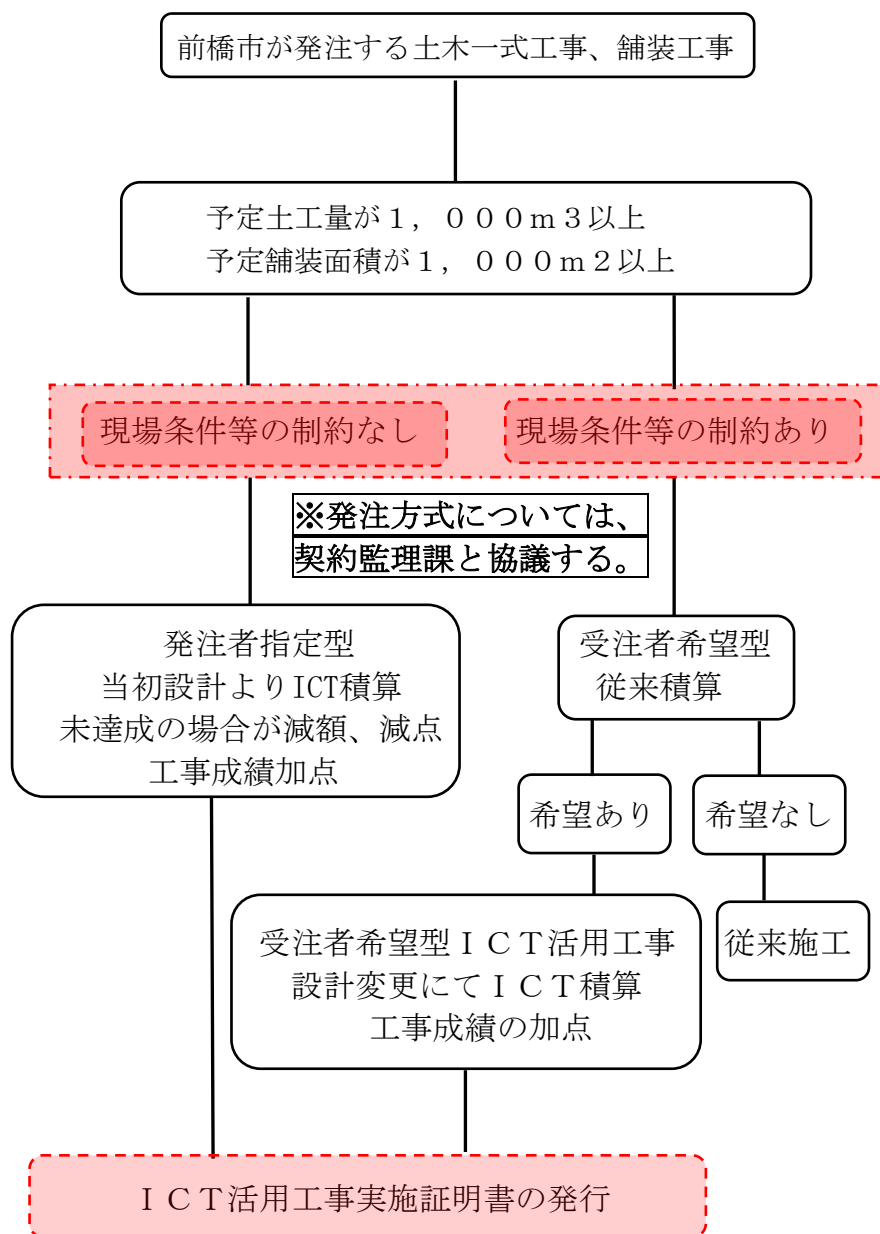 前橋市が発注する土木一式工事、舗装工事
予定土工量が１，０００ｍ３以上
予定舗装面積が１，０００ｍ２以上
現場条件等の制約なし
現場条件等の制約あり
※発注方式については、
契約監理課と協議する。
発注者指定型
当初設計よりICT積算
未達成の場合が減額、減点
工事成績加点
受注者希望型
従来積算
希望あり
希望なし
受注者希望型ＩＣＴ活用工事
設計変更にてＩＣＴ積算
工事成績の加点
従来施工
ＩＣＴ活用工事実施証明書の発行